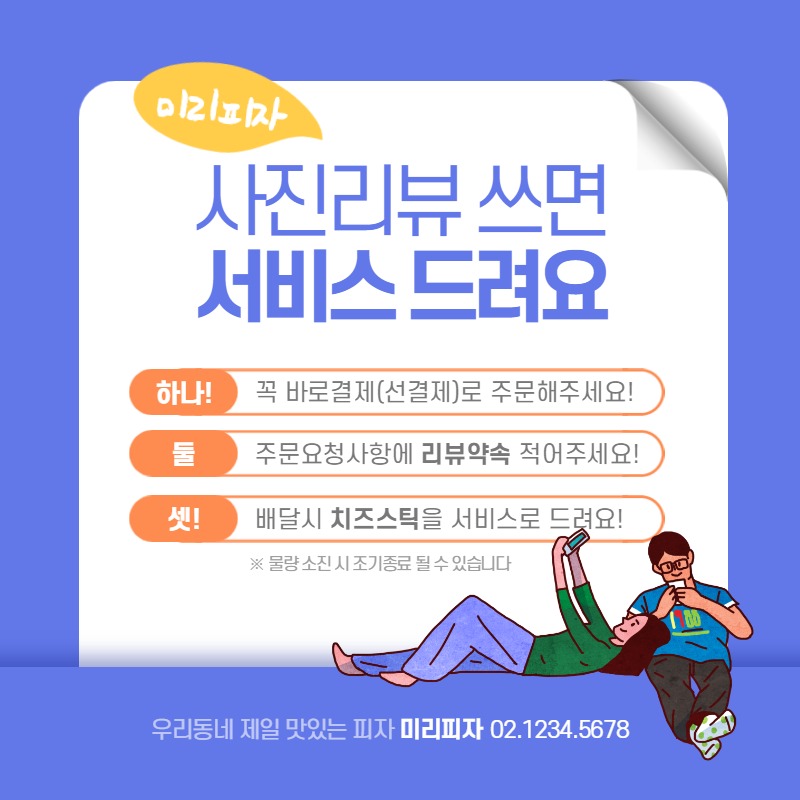 미리피자
사진리뷰 쓰면
서비스 드려요
하나! 꼭 바로결제(선결제)로 주문해주세요!
둘 주문요청사항에 리뷰약속 적어주세요!
셋! 배달시 치즈스틱을 서비스로 드려요!
※ 물량 소진 시 조기종료 될 수 있습니다
우리동네 제일 맛있는 피자 미리피자 02.1234.5678